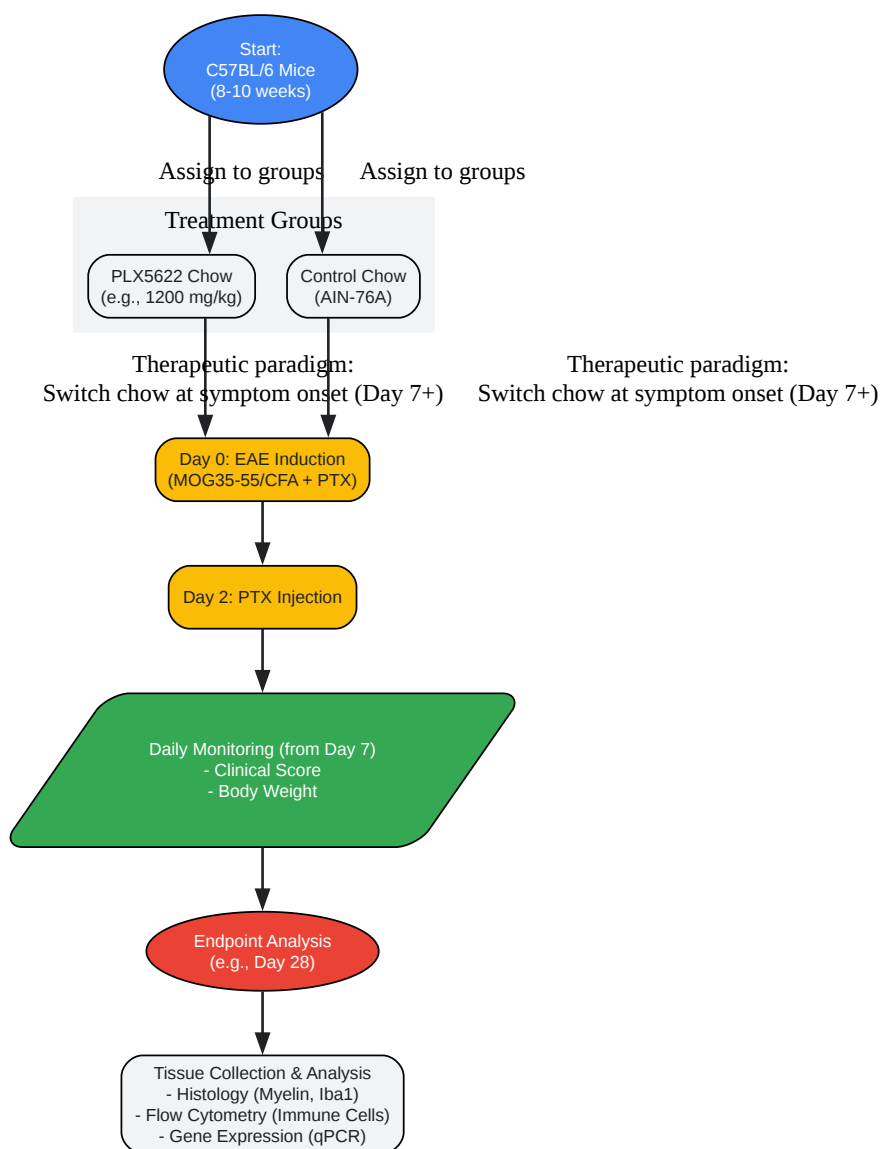 Start:
C57BL/6 Mice
(8-10 weeks)
Assign to groups
Assign to groups
Treatment Groups
PLX5622 Chow
(e.g., 1200 mg/kg)
Control Chow
(AIN-76A)
Therapeutic paradigm:
Switch chow at symptom onset (Day 7+)
Therapeutic paradigm:
Switch chow at symptom onset (Day 7+)
Day 0: EAE Induction
(MOG35-55/CFA + PTX)
Day 2: PTX Injection
Daily Monitoring (from Day 7)
- Clinical Score
- Body Weight
Endpoint Analysis
(e.g., Day 28)
Tissue Collection & Analysis
- Histology (Myelin, Iba1)
- Flow Cytometry (Immune Cells)
- Gene Expression (qPCR)